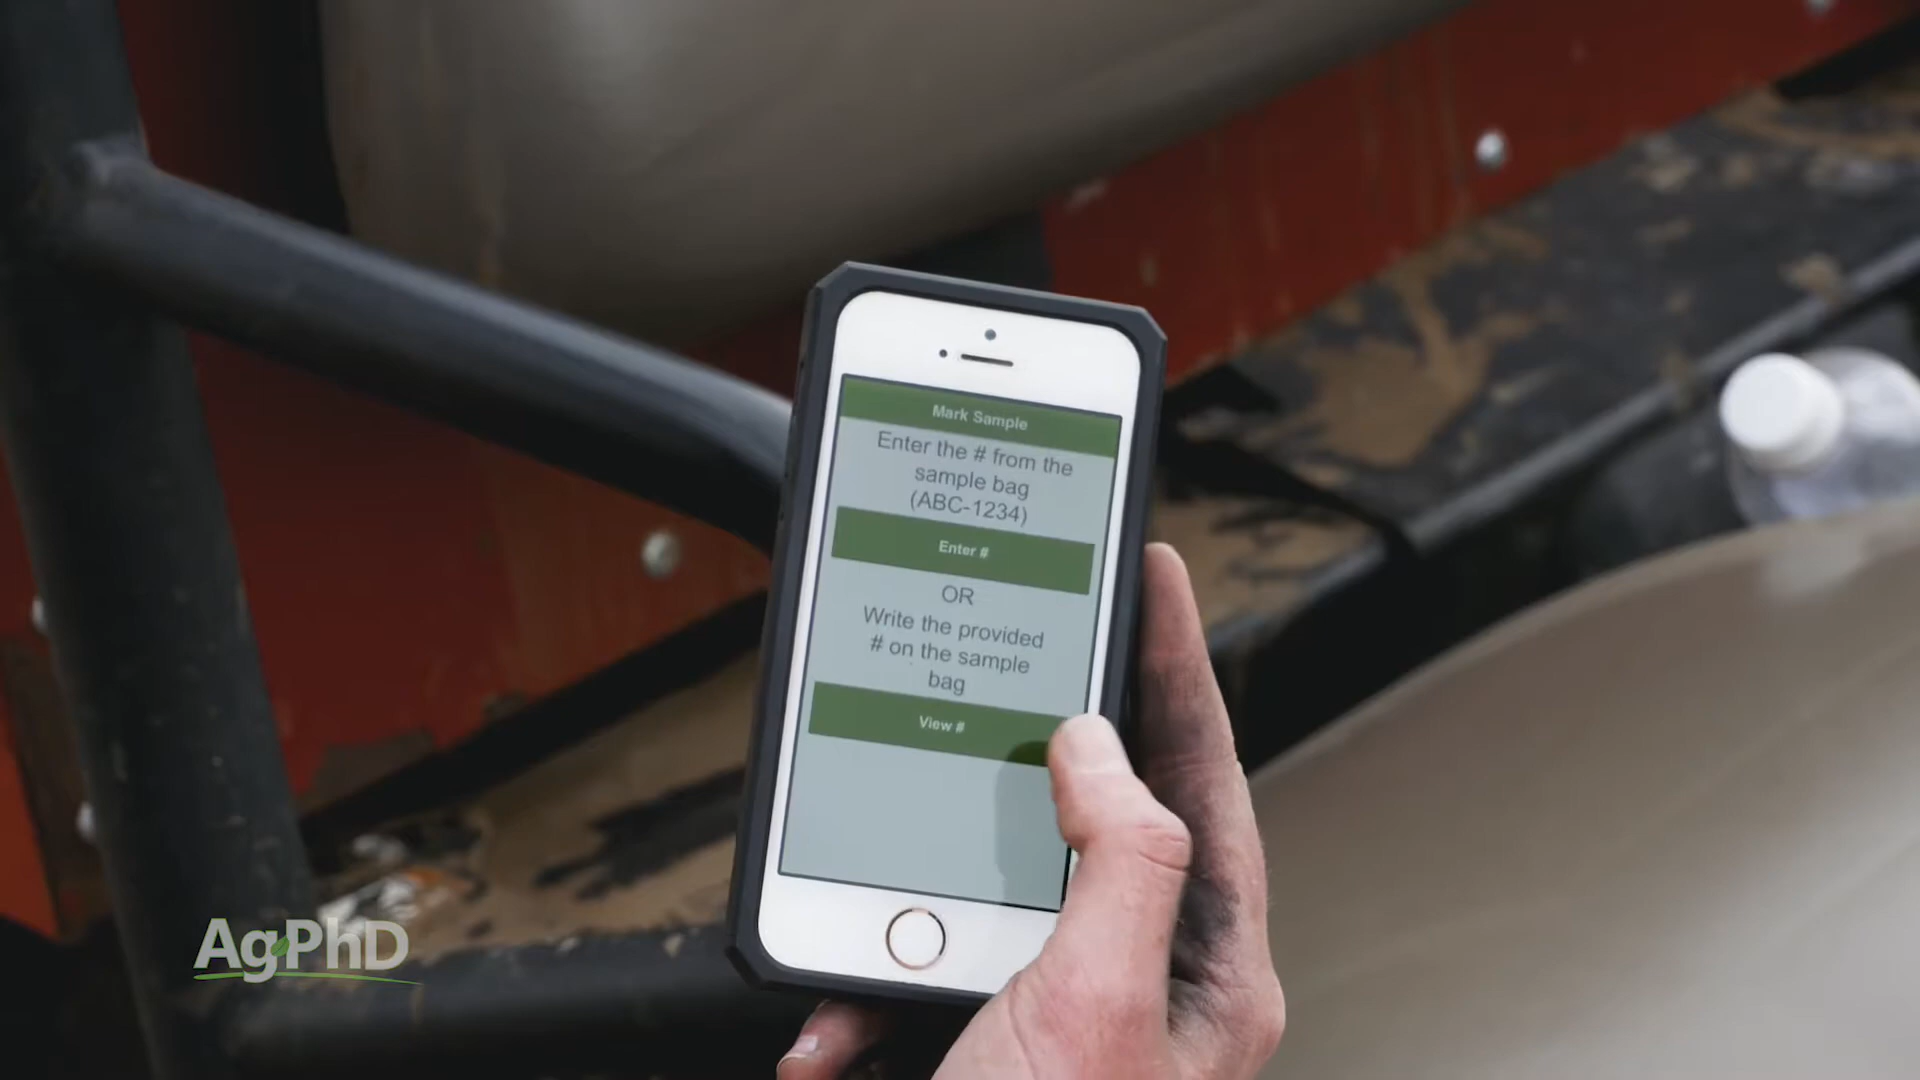 Mark Sample
Enter the # from the
sample bag
(ABC-1234)
Enter #
OR
Write the provided
# on the sample
bag
View #
AgPhD